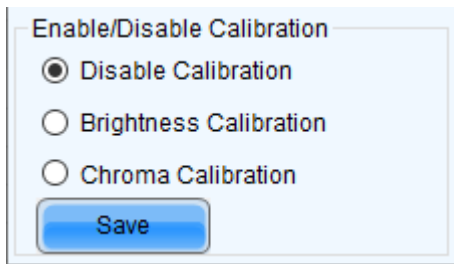 Enable/Disable Calibration
Disable Calibration
Brightness Calibration
Chroma Calibration
Save